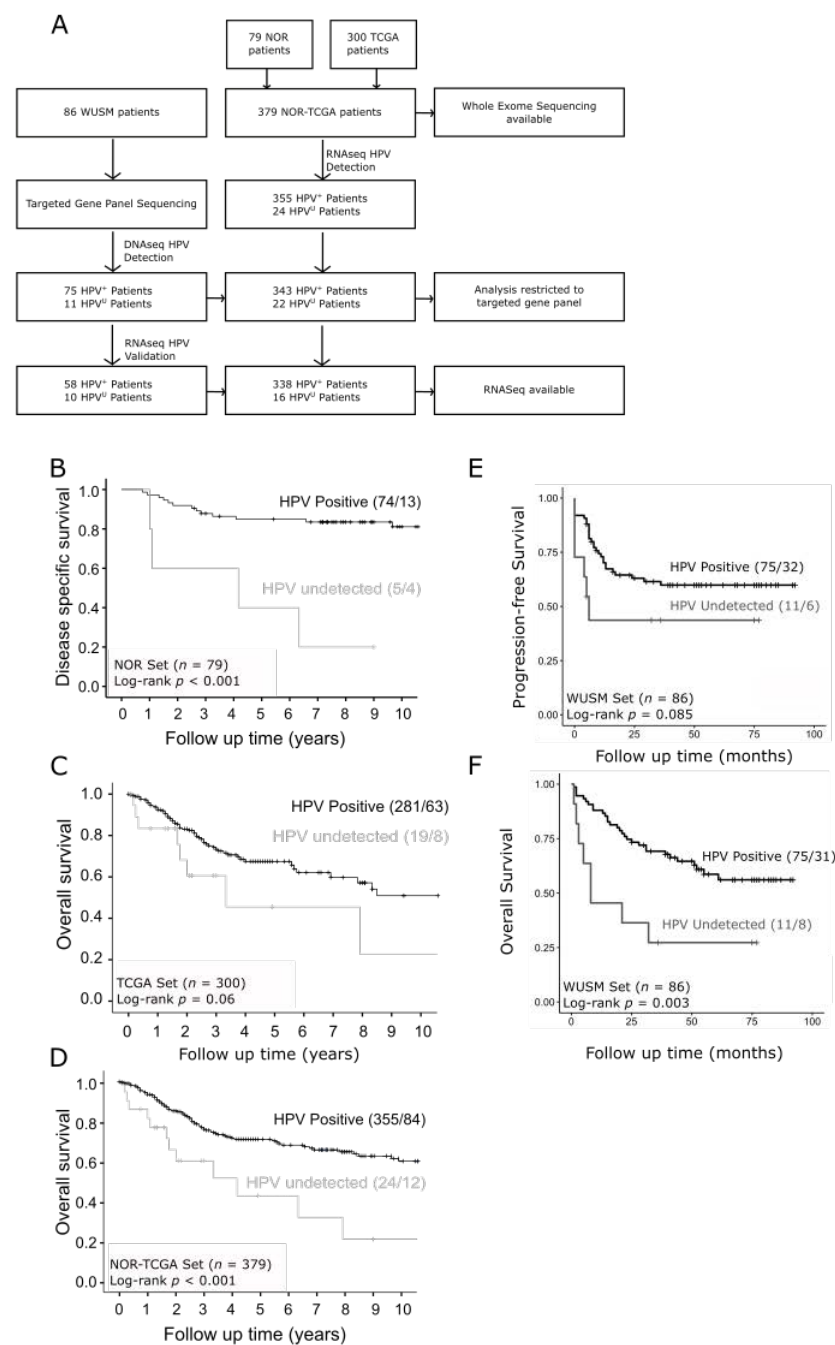 A
79 NOR
patients
300 TCGA
patients
86 WUSM patients
379 NOR-TCGA patients
Whole Exome Sequencing
available
RNAseq HPV
Detection
Targeted Gene Panel Sequencing
355 HPV⁺ Patients
24 HPVᵁ Patients
DNAseq HPV
Detection
75 HPV⁺ Patients
11 HPVᵁ Patients
343 HPV⁺ Patients
22 HPVᵁ Patients
Analysis restricted to
targeted gene panel
RNAseq HPV
Validation
58 HPV⁺ Patients
10 HPVᵁ Patients
338 HPV⁺ Patients
16 HPVᵁ Patients
RNASeq available
B
Disease specific survival
1.0
0.8
0.6
0.4
0.2
0.0
HPV Positive (74/13)
HPV undetected (5/4)
NOR Set (n = 79)
Log-rank p < 0.001
0 1 2 3 4 5 6 7 8 9 10
Follow up time (years)
C
Overall survival
1.0
0.8
0.6
0.4
0.2
0.0
HPV Positive (281/63)
HPV undetected (19/8)
TCGA Set (n = 300)
Log-rank p = 0.06
0 1 2 3 4 5 6 7 8 9 10
Follow up time (years)
D
Overall survival
1.0
0.8
0.6
0.4
0.2
0.0
HPV Positive (355/84)
HPV undetected (24/12)
NOR-TCGA Set (n = 379)
Log-rank p < 0.001
0 1 2 3 4 5 6 7 8 9 10
Follow up time (years)
E
Progression-free Survival
1.00
0.75
0.50
0.25
0.00
HPV Positive (75/32)
HPV Undetected (11/6)
WUSM Set (n = 86)
Log-rank p = 0.085
0 25 50 75 100
Follow up time (months)
F
Overall Survival
1.00
0.75
0.50
0.25
0.00
HPV Positive (75/31)
HPV Undetected (11/8)
WUSM Set (n = 86)
Log-rank p = 0.003
0 25 50 75 100
Follow up time (months)